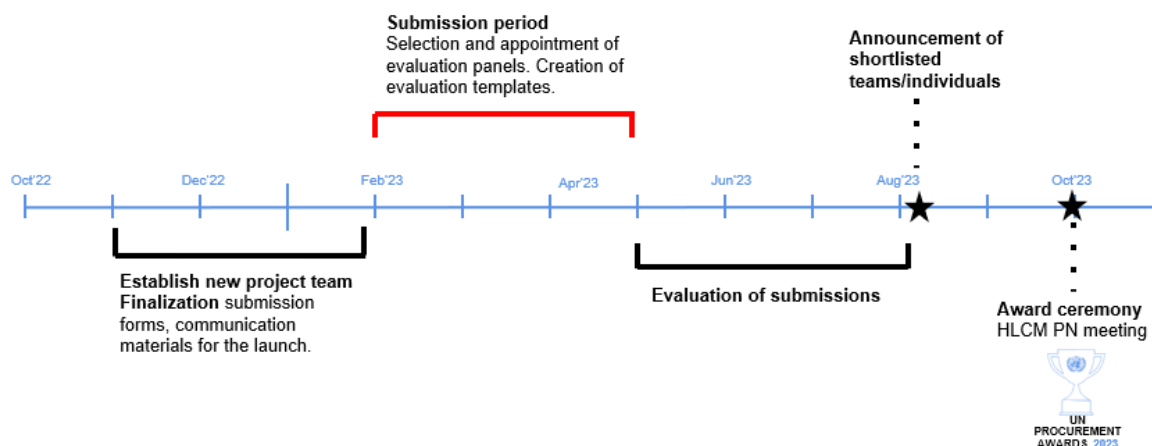 Submission period
Selection and appointment of
evaluation panels. Creation of
evaluation templates.
Announcement of
shortlisted
teams/individuals
Oct'22
Dec'22
Feb'23
Apr'23
Jun'23
Aug'23
Oct'23
Establish new project team
Finalization submission
forms, communication
materials for the launch.
Evaluation of submissions
Award ceremony
HLCM PN meeting
UN
PROCUREMENT
AWARDS 2023